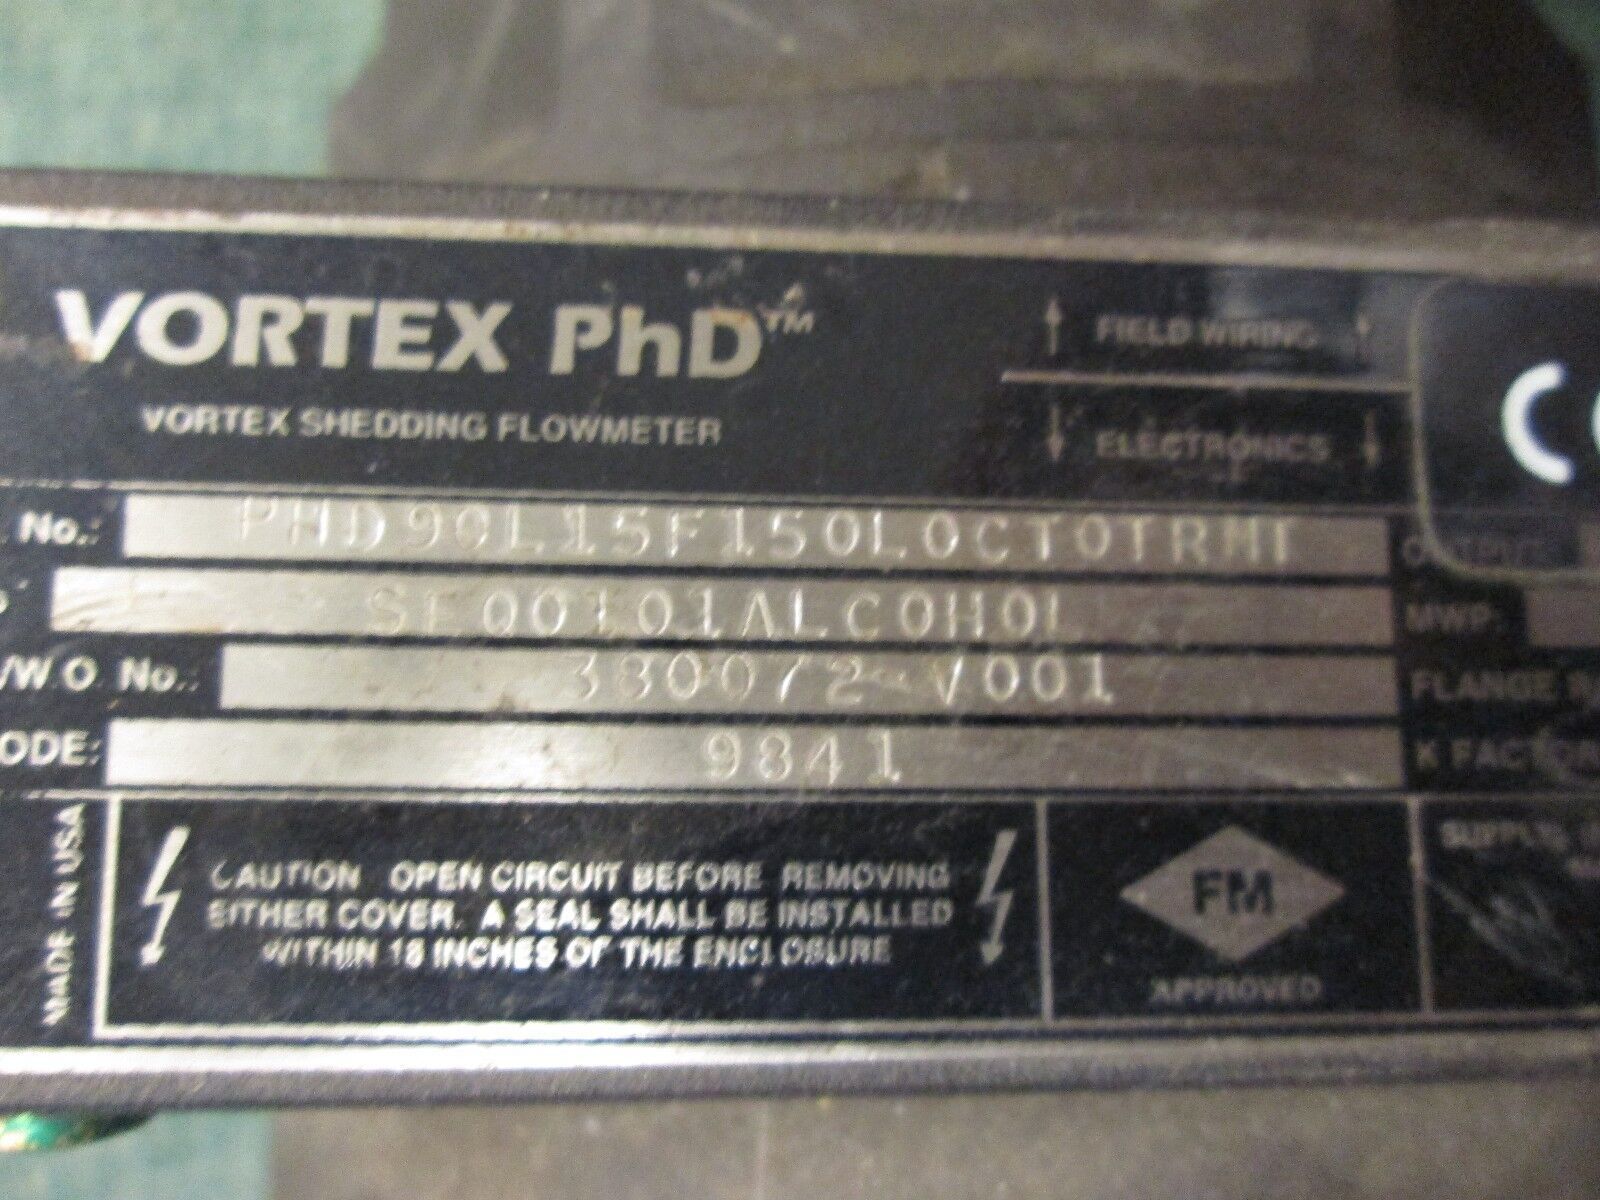 VORTEX PhD™
VORTEX SHEDDING FLOWMETER
↑ FIELD WIRING ↑
↓ ELECTRONICS ↓
No.: PHD90L15F150L0CT0TRMT
SF00101ALCOHOL
/W.O. No.: 380072-V001
ODE: 9841
MWP:
FLANGE
K FACTOR
MADE IN USA
CAUTION OPEN CIRCUIT BEFORE REMOVING
EITHER COVER. A SEAL SHALL BE INSTALLED
WITHIN 18 INCHES OF THE ENCLOSURE
FM
APPROVED